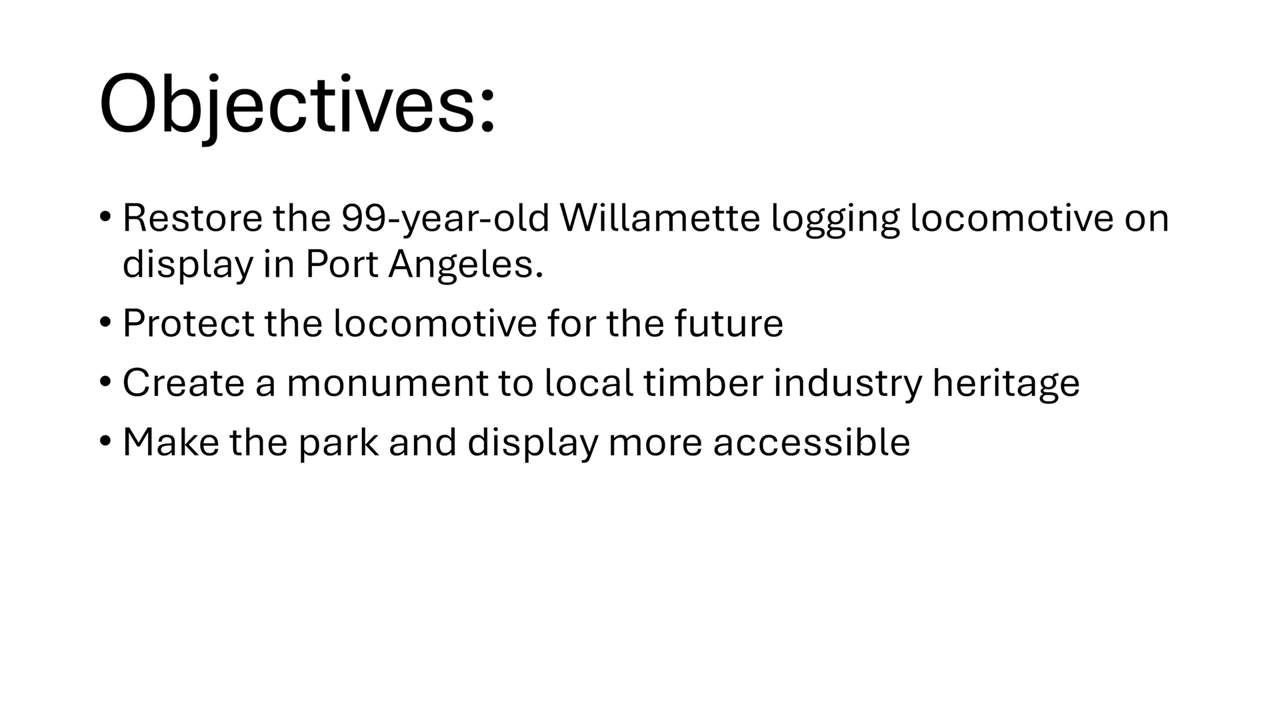 Objectives:
• Restore the 99-year-old Willamette logging locomotive on
display in Port Angeles.
• Protect the locomotive for the future
• Create a monument to local timber industry heritage
• Make the park and display more accessible